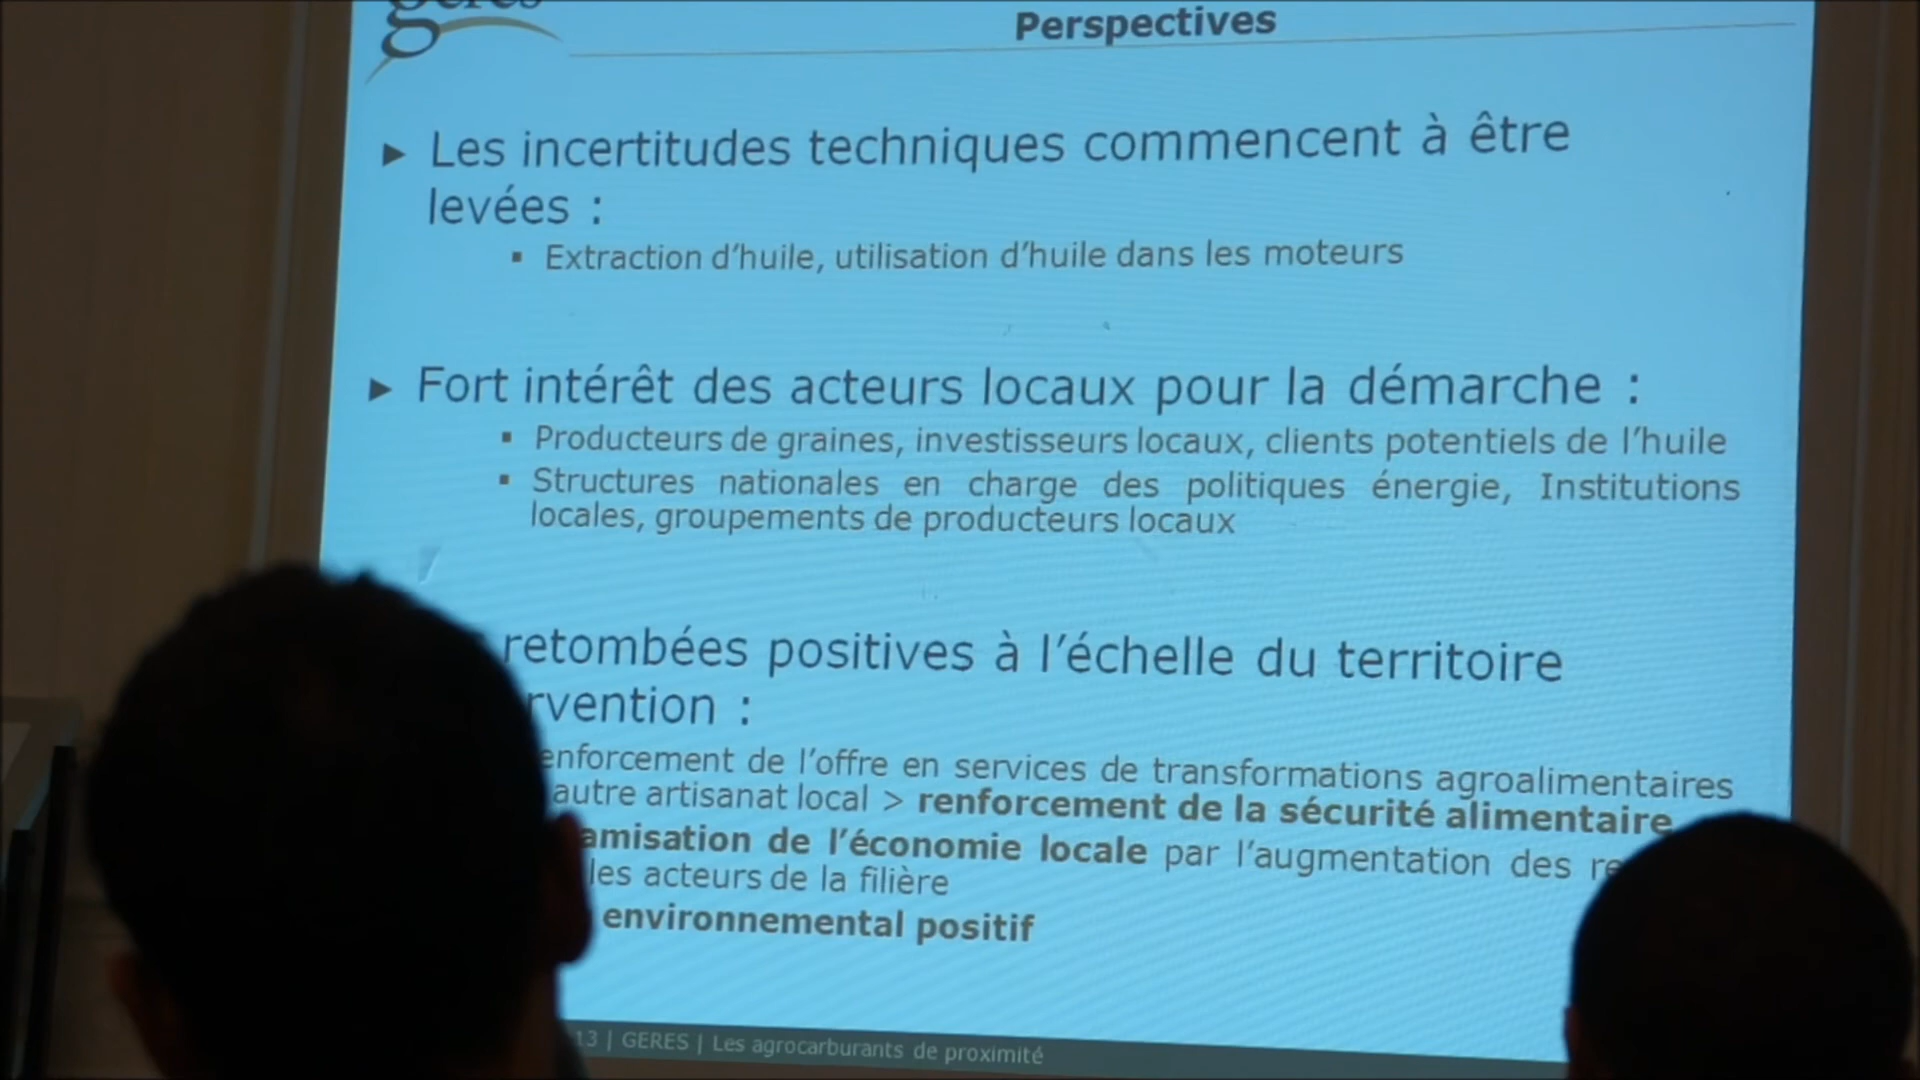 geres
Perspectives
► Les incertitudes techniques commencent à être
levées :
▪ Extraction d'huile, utilisation d'huile dans les moteurs
► Fort intérêt des acteurs locaux pour la démarche :
▪ Producteurs de graines, investisseurs locaux, clients potentiels de l'huile
▪ Structures nationales en charge des politiques énergie, Institutions
locales, groupements de producteurs locaux
retombées positives à l'échelle du territoire
rvention :
enforcement de l'offre en services de transformations agroalimentaires
autre artisanat local > renforcement de la sécurité alimentaire
amisation de l'économie locale par l'augmentation des re
les acteurs de la filière
environnemental positif
13 | GERES | Les agrocarburants de proximité